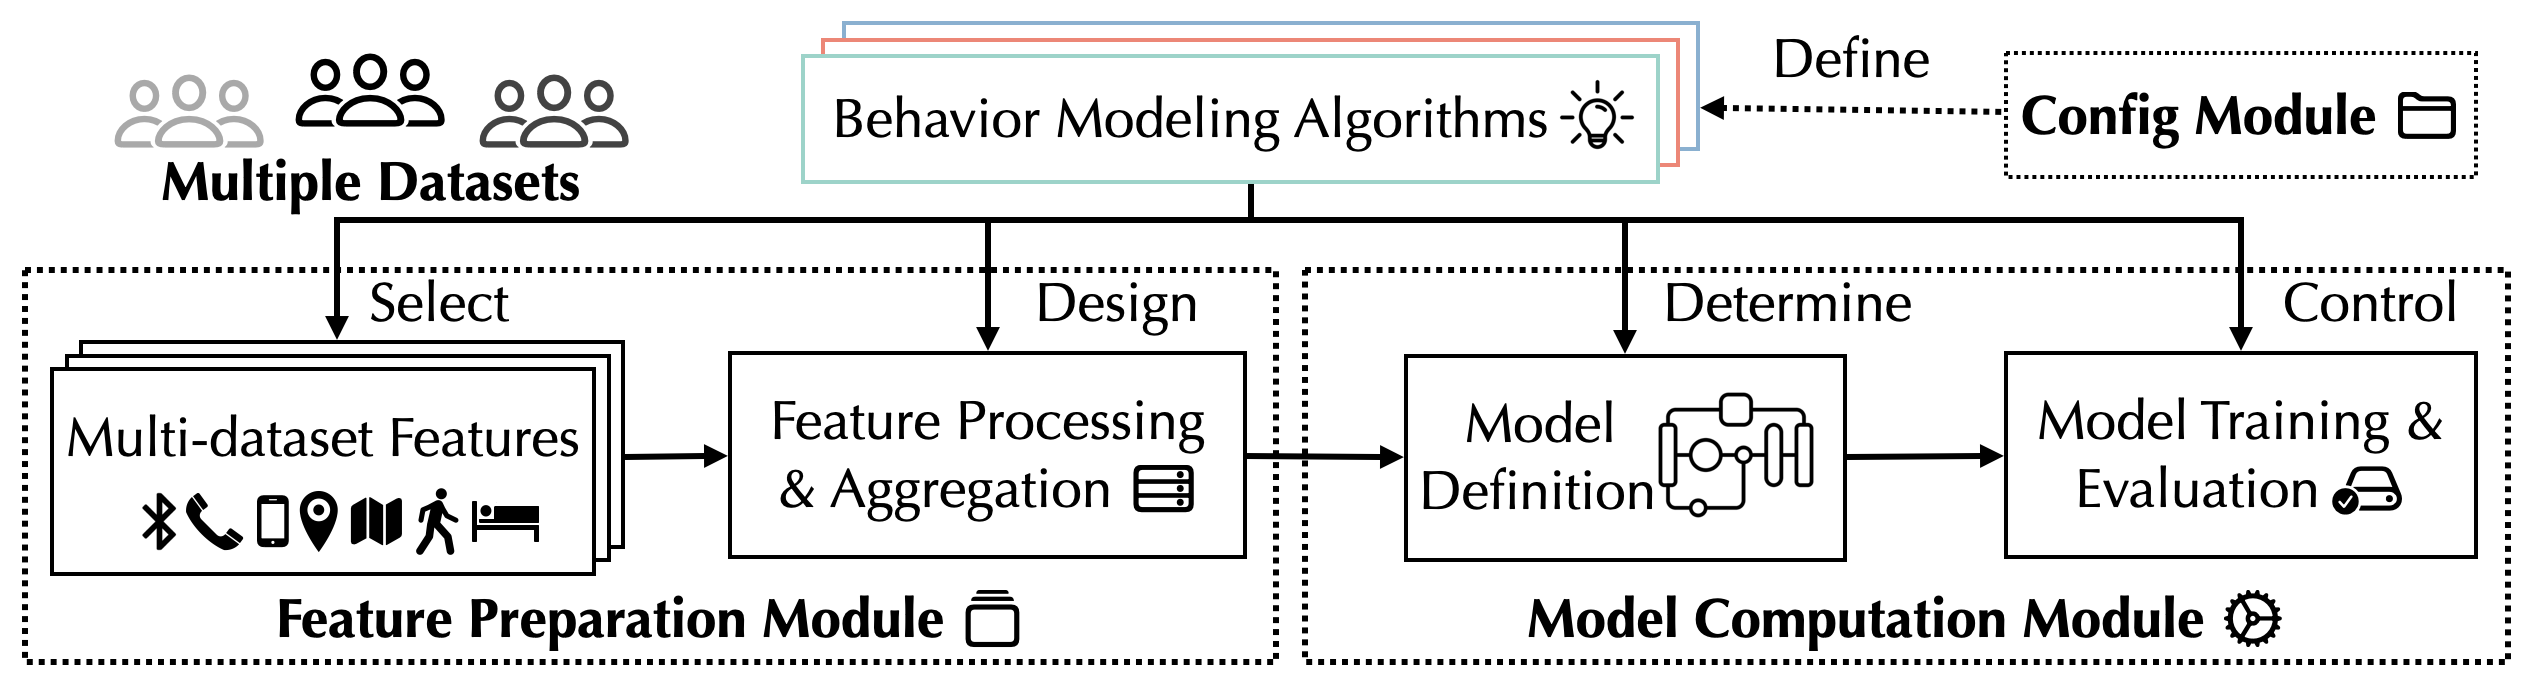 Multiple Datasets
Behavior Modeling Algorithms
Define
Config Module
Select
Design
Determine
Control
Multi-dataset Features
Feature Processing
& Aggregation
Model
Definition
Model Training &
Evaluation
Feature Preparation Module
Model Computation Module